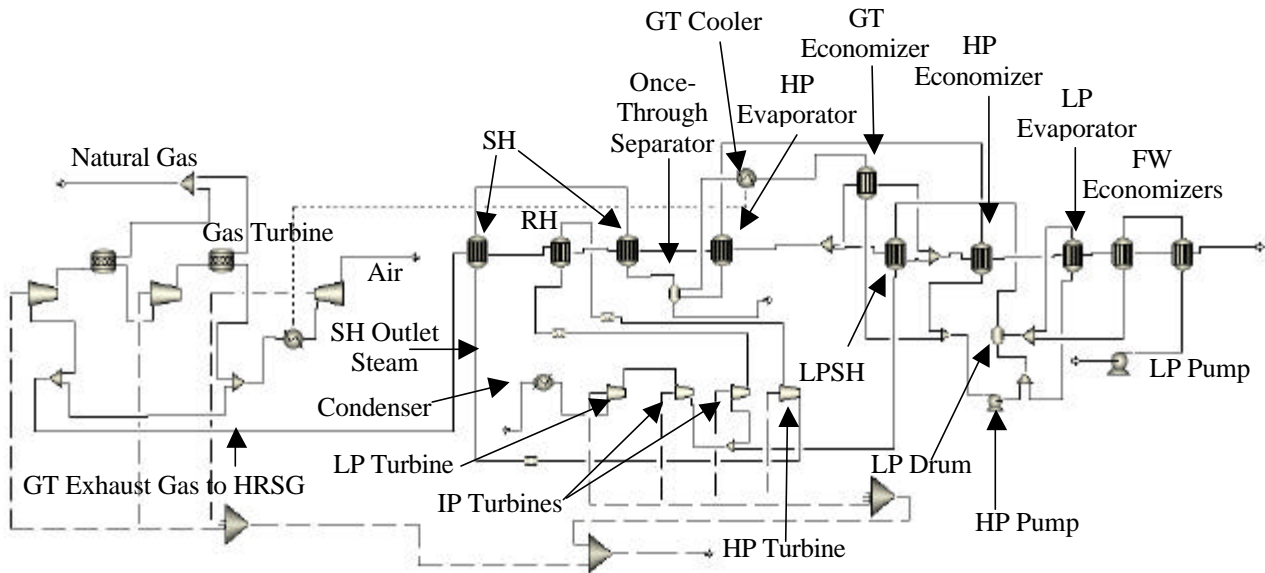 GT Cooler
GT
Economizer
HP
Economizer
Once-
Through
Separator
HP
Evaporator
LP
Evaporator
SH
FW
Economizers
Natural Gas
RH
Gas Turbine
Air
SH Outlet
Steam
LPSH
LP Pump
Condenser
LP Turbine
LP Drum
GT Exhaust Gas to HRSG
IP Turbines
HP Pump
HP Turbine